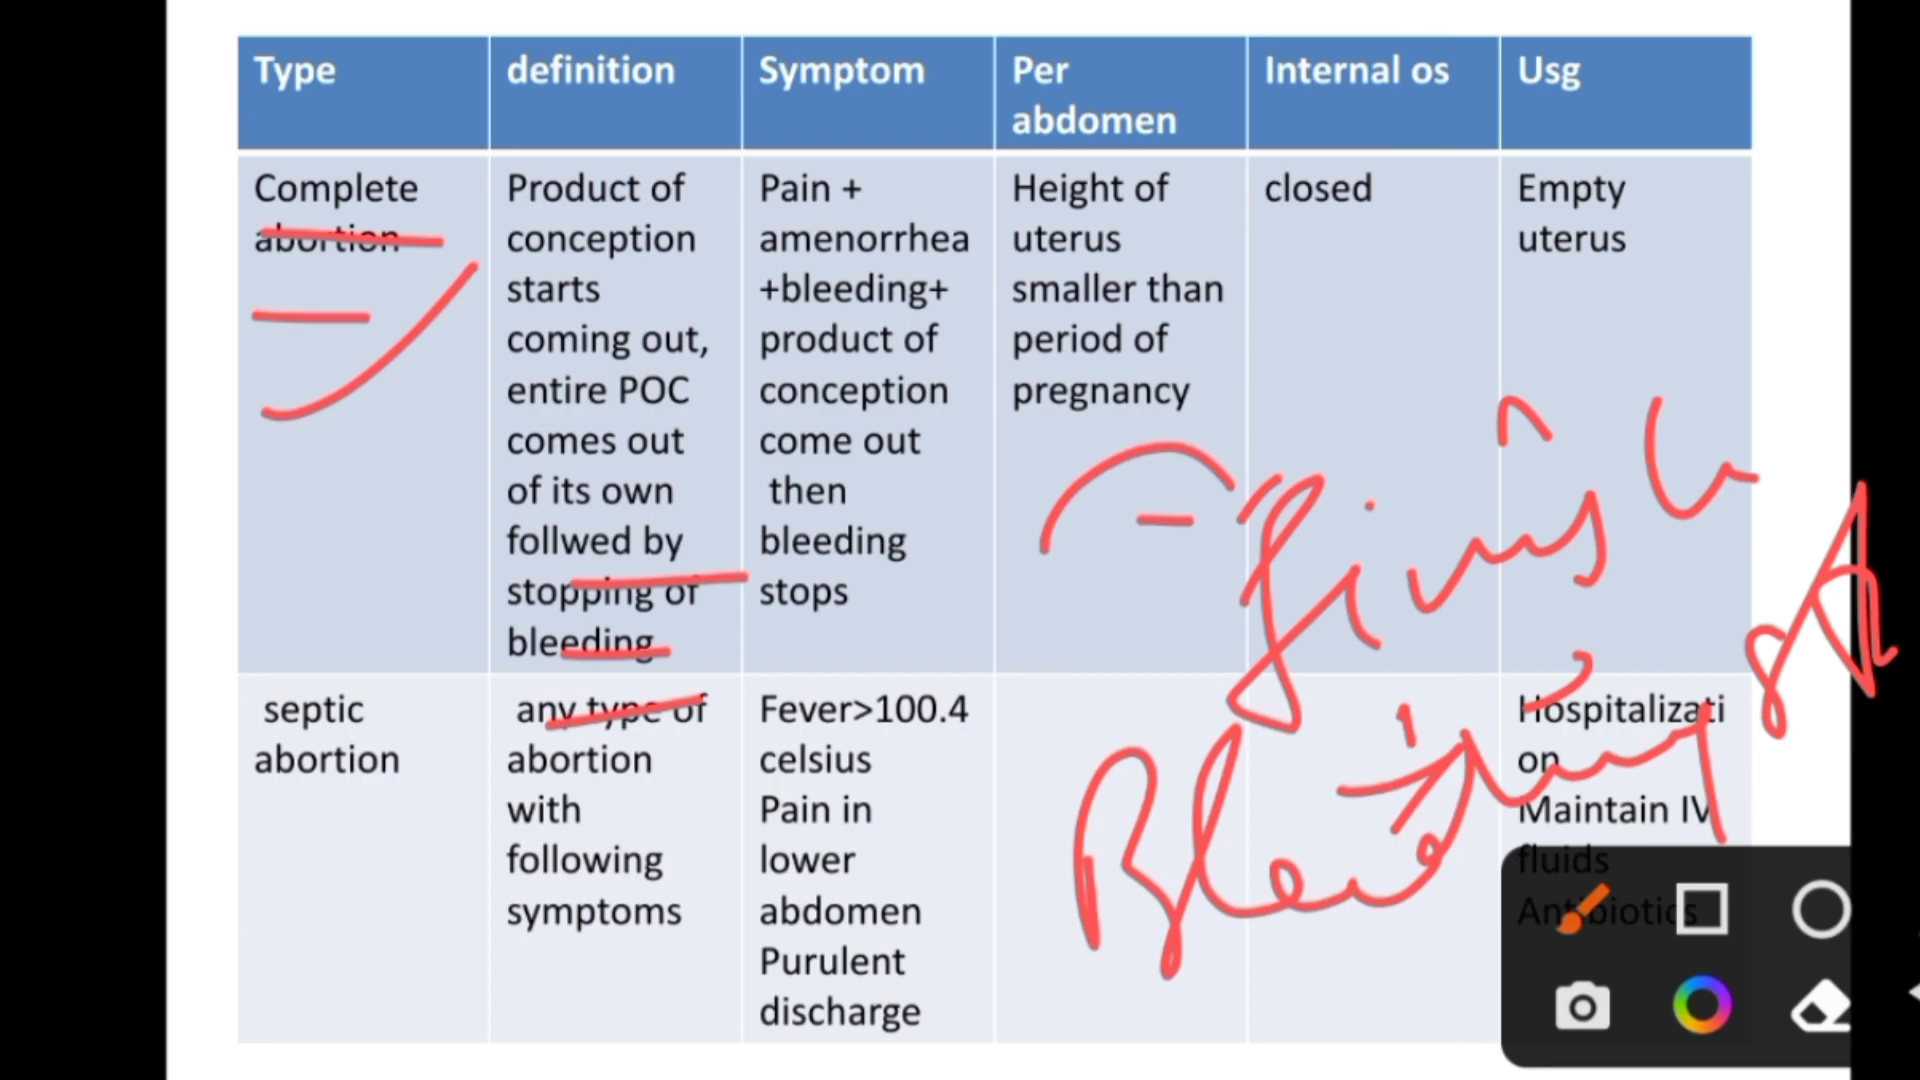 Type
definition
Symptom
Per
abdomen
Internal os
Usg
Complete
abortion
Product of
conception
starts
coming out,
entire POC
comes out
of its own
follwed by
stopping of
bleeding
Pain +
amenorrhea
+bleeding+
product of
conception
come out
then
bleeding
stops
Height of
uterus
smaller than
period of
pregnancy
closed
Empty
uterus
septic
abortion
any type of
abortion
with
following
symptoms
Fever>100.4
celsius
Pain in
lower
abdomen
Purulent
discharge
Hospitalizati
on
Maintain IV
fluids
Antibiotics
finish
Bleeding